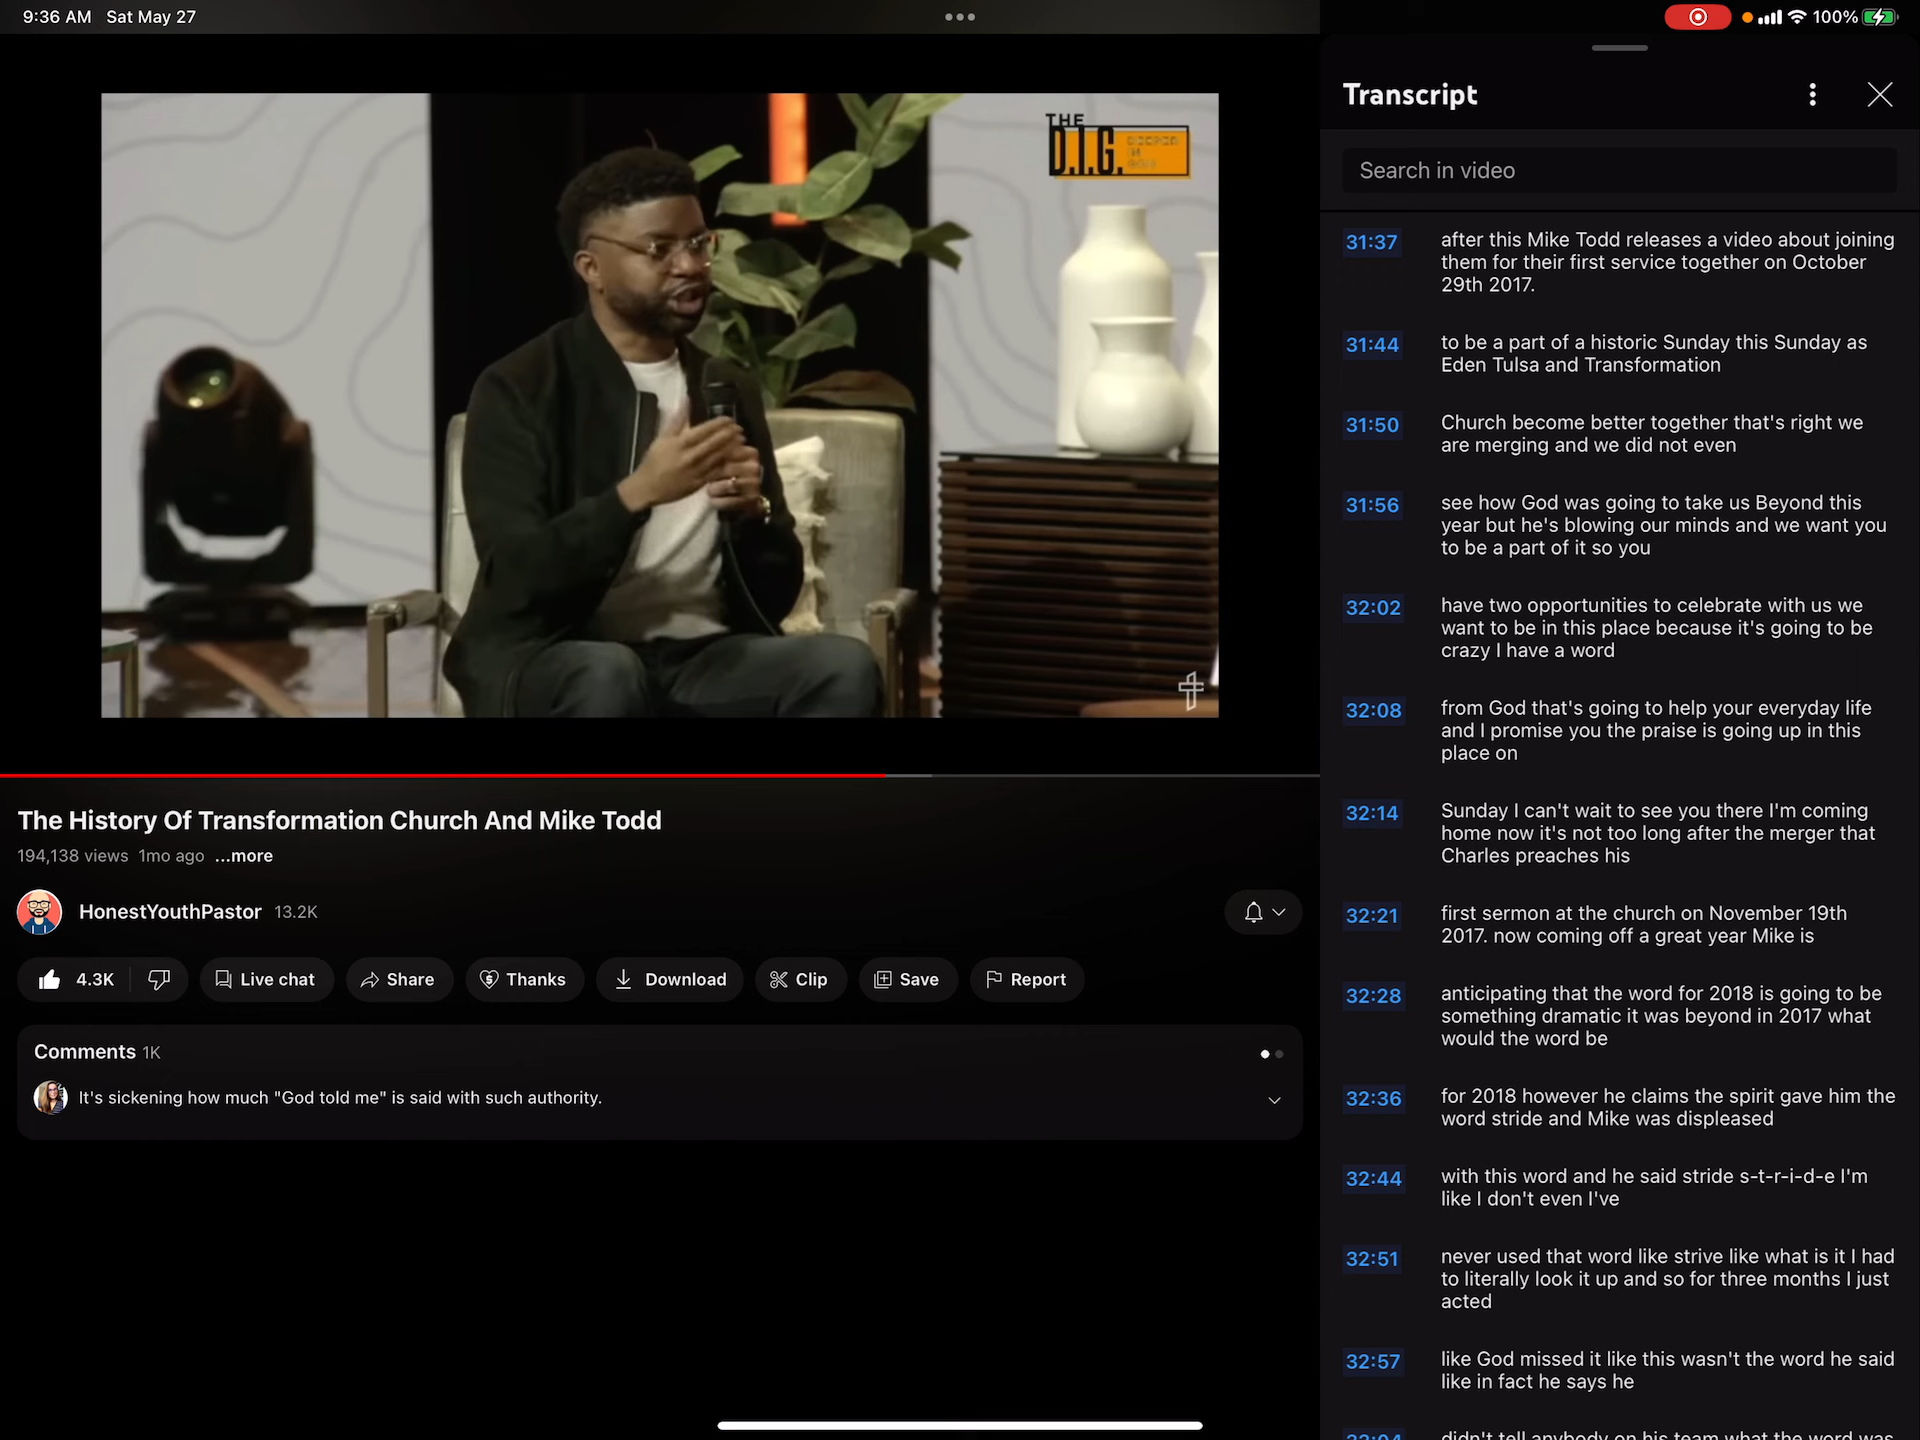 9:36 AM Sat May 27
100%
THE
D.I.G.
Transcript
Search in video
31:37
after this Mike Todd releases a video about joining
them for their first service together on October
29th 2017.
31:44
to be a part of a historic Sunday this Sunday as
Eden Tulsa and Transformation
31:50
Church become better together that's right we
are merging and we did not even
31:56
see how God was going to take us Beyond this
year but he's blowing our minds and we want you
to be a part of it so you
32:02
have two opportunities to celebrate with us we
want to be in this place because it's going to be
crazy I have a word
32:08
from God that's going to help your everyday life
and I promise you the praise is going up in this
place on
32:14
Sunday I can't wait to see you there I'm coming
home now it's not too long after the merger that
Charles preaches his
32:21
first sermon at the church on November 19th
2017. now coming off a great year Mike is
32:28
anticipating that the word for 2018 is going to be
something dramatic it was beyond in 2017 what
would the word be
32:36
for 2018 however he claims the spirit gave him the
word stride and Mike was displeased
32:44
with this word and he said stride s-t-r-i-d-e I'm
like I don't even I've
32:51
never used that word like strive like what is it I had
to literally look it up and so for three months I just
acted
32:57
like God missed it like this wasn't the word he said
like in fact he says he
33:04
didn't tell anybody on his team what the word was
The History Of Transformation Church And Mike Todd
194,138 views 1mo ago ...more
HonestYouthPastor 13.2K
4.3K
Live chat
Share
Thanks
Download
Clip
Save
Report
Comments 1K
It's sickening how much "God told me" is said with such authority.